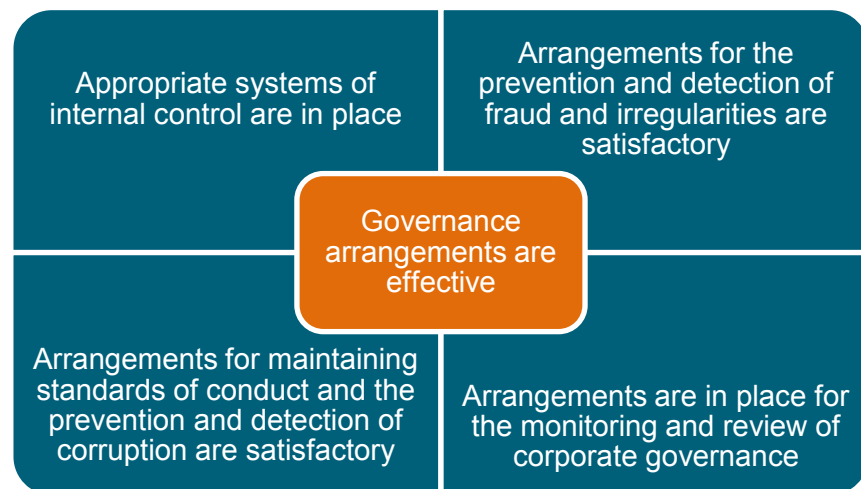 Appropriate systems of
internal control are in place
Arrangements for the
prevention and detection of
fraud and irregularities are
satisfactory
Governance
arrangements are
effective
Arrangements for maintaining
standards of conduct and the
prevention and detection of
corruption are satisfactory
Arrangements are in place for
the monitoring and review of
corporate governance